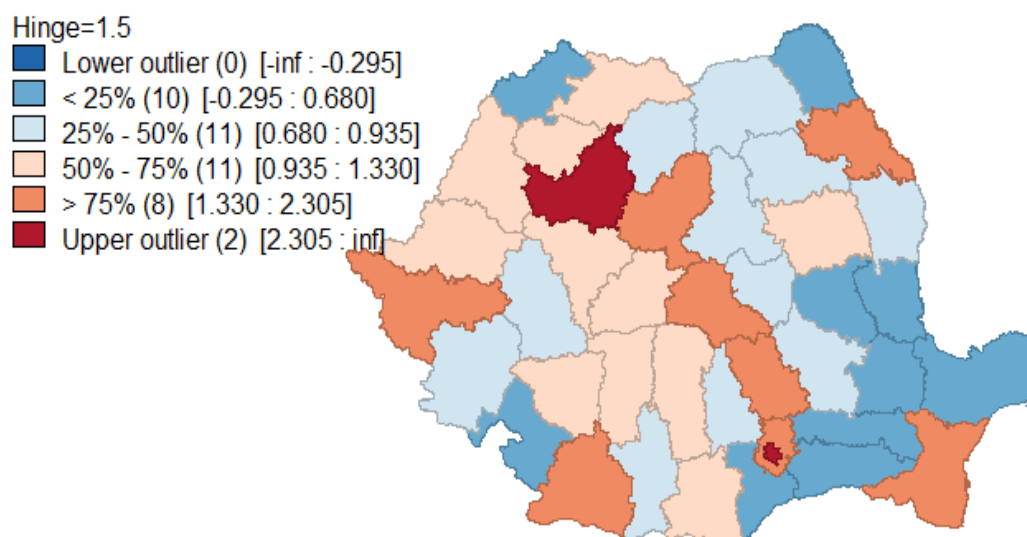 Hinge=1.5
Lower outlier (0) [-inf : -0.295]
< 25% (10) [-0.295 : 0.680]
25% - 50% (11) [0.680 : 0.935]
50% - 75% (11) [0.935 : 1.330]
> 75% (8) [1.330 : 2.305]
Upper outlier (2) [2.305 : inf]